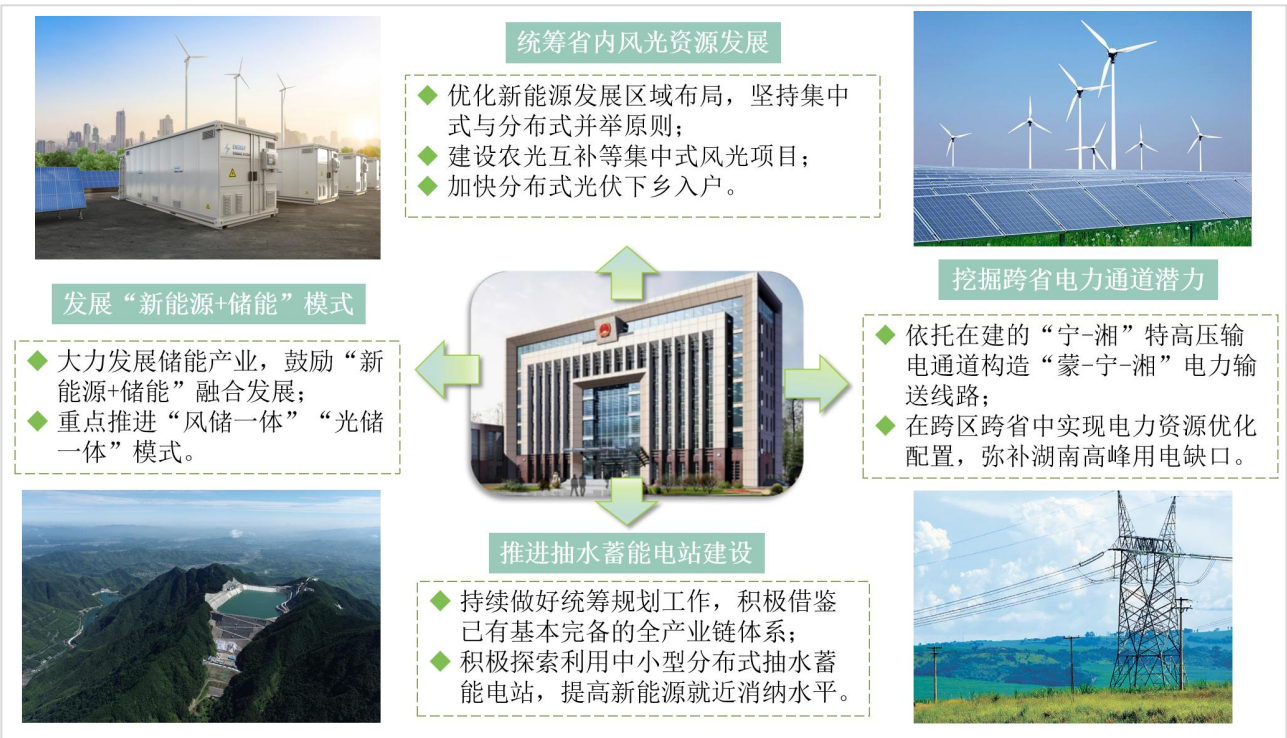 统筹省内风光资源发展
◆ 优化新能源发展区域布局，坚持集中
式与分布式并举原则；
◆ 建设农光互补等集中式风光项目；
◆ 加快分布式光伏下乡入户。
发展“新能源+储能”模式
◆ 大力发展储能产业，鼓励“新
能源+储能”融合发展；
◆ 重点推进“风储一体”“光储
一体”模式。
挖掘跨省电力通道潜力
◆ 依托在建的“宁-湘”特高压输
电通道构造“蒙-宁-湘”电力输
送线路；
◆ 在跨区跨省中实现电力资源优化
配置，弥补湖南高峰用电缺口。
推进抽水蓄能电站建设
◆ 持续做好统筹规划工作，积极借鉴
已有基本完备的全产业链体系；
◆ 积极探索利用中小型分布式抽水蓄
能电站，提高新能源就近消纳水平。